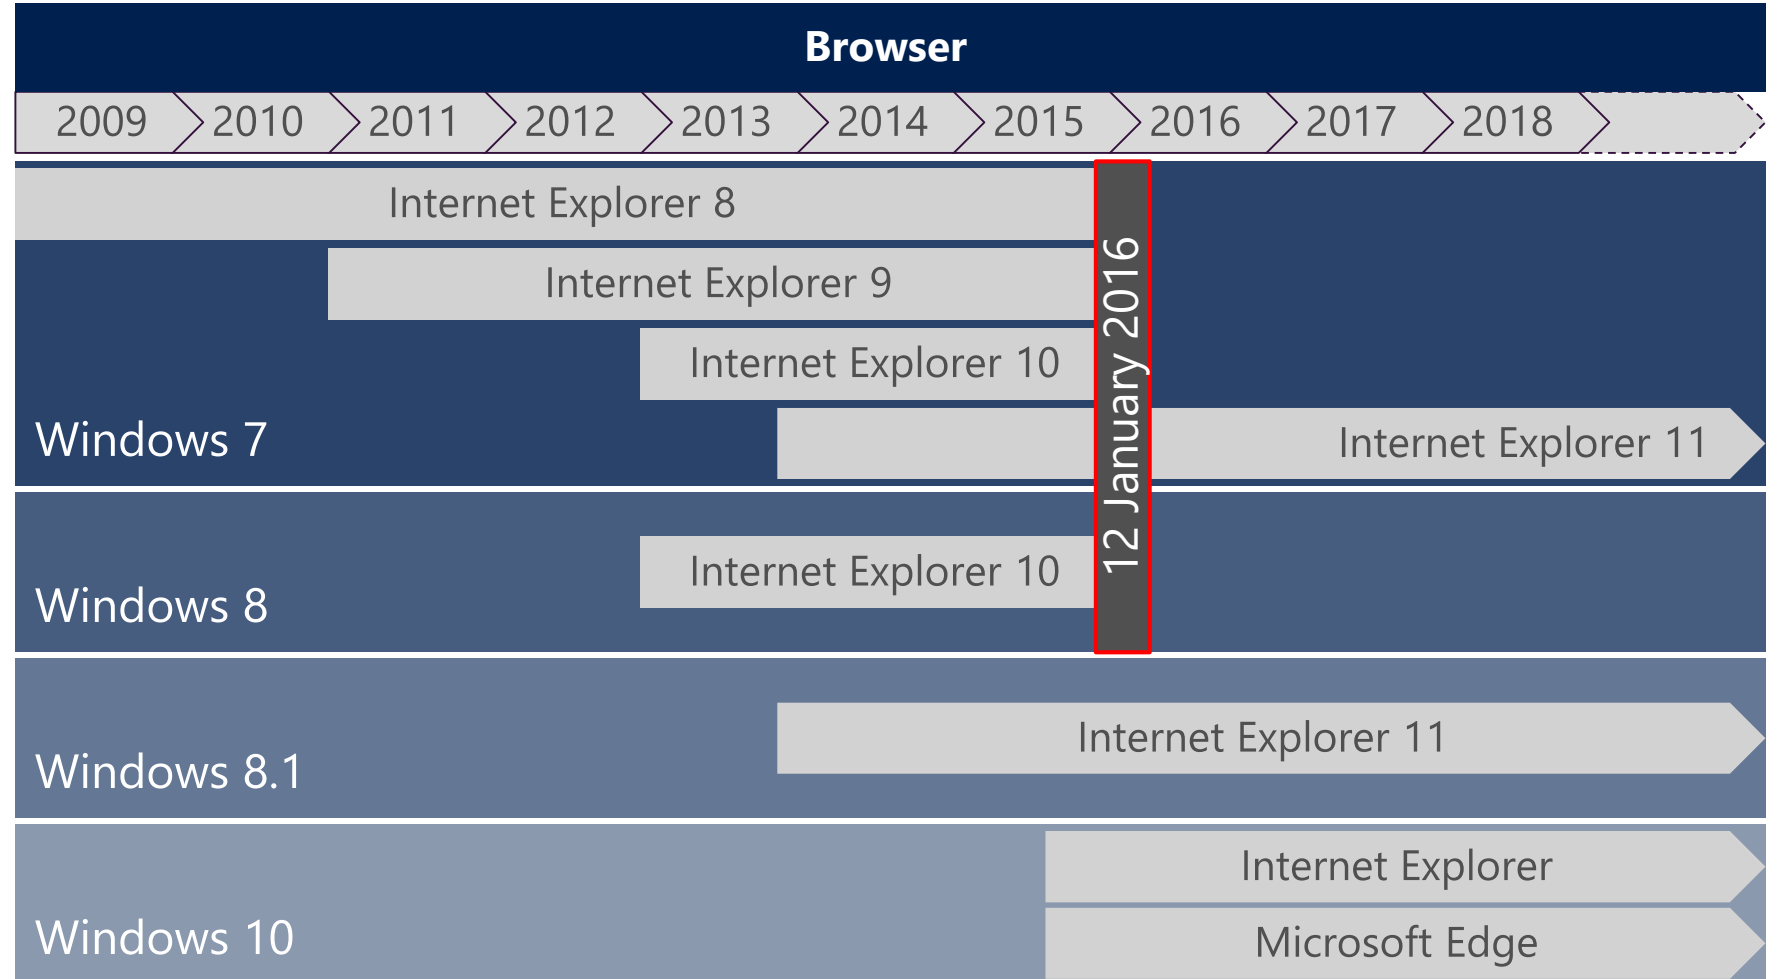 Browser
2009 2010 2011 2012 2013 2014 2015 2016 2017 2018
Internet Explorer 8
Internet Explorer 9
Internet Explorer 10
Internet Explorer 11
Windows 7
12 January 2016
Internet Explorer 10
Windows 8
Internet Explorer 11
Windows 8.1
Internet Explorer
Microsoft Edge
Windows 10